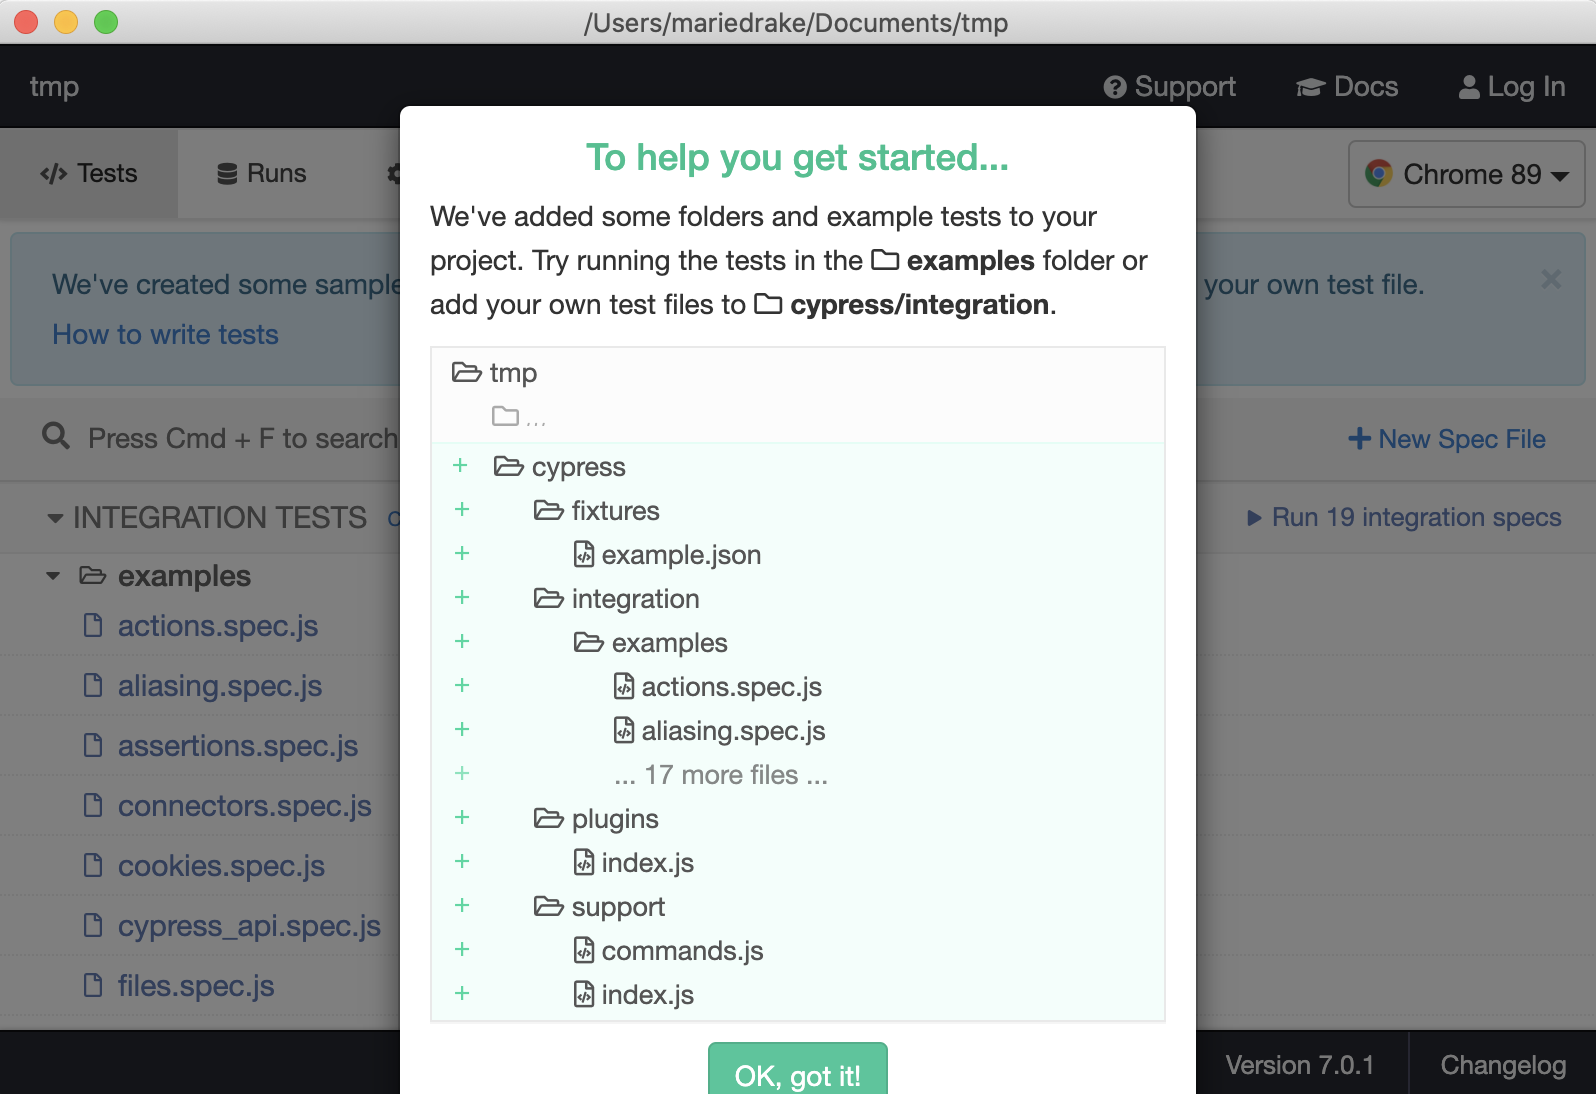 /Users/mariedrake/Documents/tmp
tmp
Support
Docs
Log In
Tests
Runs
Chrome 89
We've created some sample
your own test file.
How to write tests
Press Cmd + F to search
New Spec File
INTEGRATION TESTS
Run 19 integration specs
examples
actions.spec.js
aliasing.spec.js
assertions.spec.js
connectors.spec.js
cookies.spec.js
cypress_api.spec.js
files.spec.js
To help you get started...
We've added some folders and example tests to your
project. Try running the tests in the examples folder or
add your own test files to cypress/integration.
tmp
...
+ cypress
+ fixtures
+ example.json
+ integration
+ examples
+ actions.spec.js
+ aliasing.spec.js
+ ... 17 more files ...
+ plugins
+ index.js
+ support
+ commands.js
+ index.js
OK, got it!
Version 7.0.1
Changelog